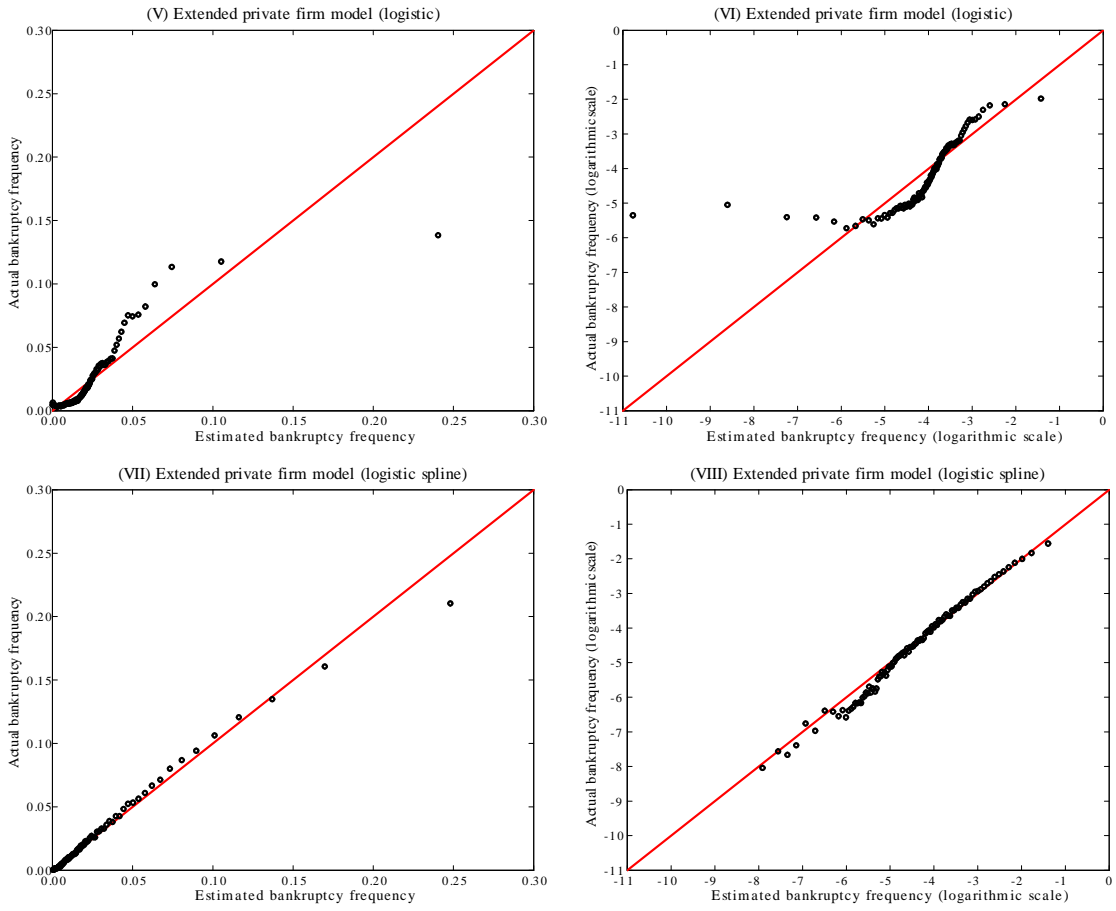 (V) Extended private firm model (logistic)
0.30
0.25
0.20
0.15
0.10
0.05
0.00
Actual bankruptcy frequency
0.00 0.05 0.10 0.15 0.20 0.25 0.30
Estimated bankruptcy frequency
(VI) Extended private firm model (logistic)
0
-1
-2
-3
-4
-5
-6
-7
-8
-9
-10
-11
Actual bankruptcy frequency (logarithmic scale)
-11 -10 -9 -8 -7 -6 -5 -4 -3 -2 -1 0
Estimated bankruptcy frequency (logarithmic scale)
(VII) Extended private firm model (logistic spline)
0.30
0.25
0.20
0.15
0.10
0.05
0.00
Actual bankruptcy frequency
0.00 0.05 0.10 0.15 0.20 0.25 0.30
Estimated bankruptcy frequency
(VIII) Extended private firm model (logistic spline)
0
-1
-2
-3
-4
-5
-6
-7
-8
-9
-10
-11
Actual bankruptcy frequency (logarithmic scale)
-11 -10 -9 -8 -7 -6 -5 -4 -3 -2 -1 0
Estimated bankruptcy frequency (logarithmic scale)